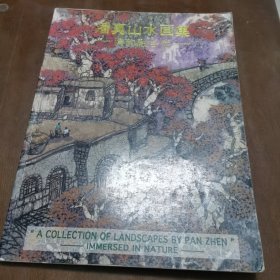 潘真山水画集
"A COLLECTION OF LANDSCAPES BY PAN ZHEN"
IMMERSED IN NATURE